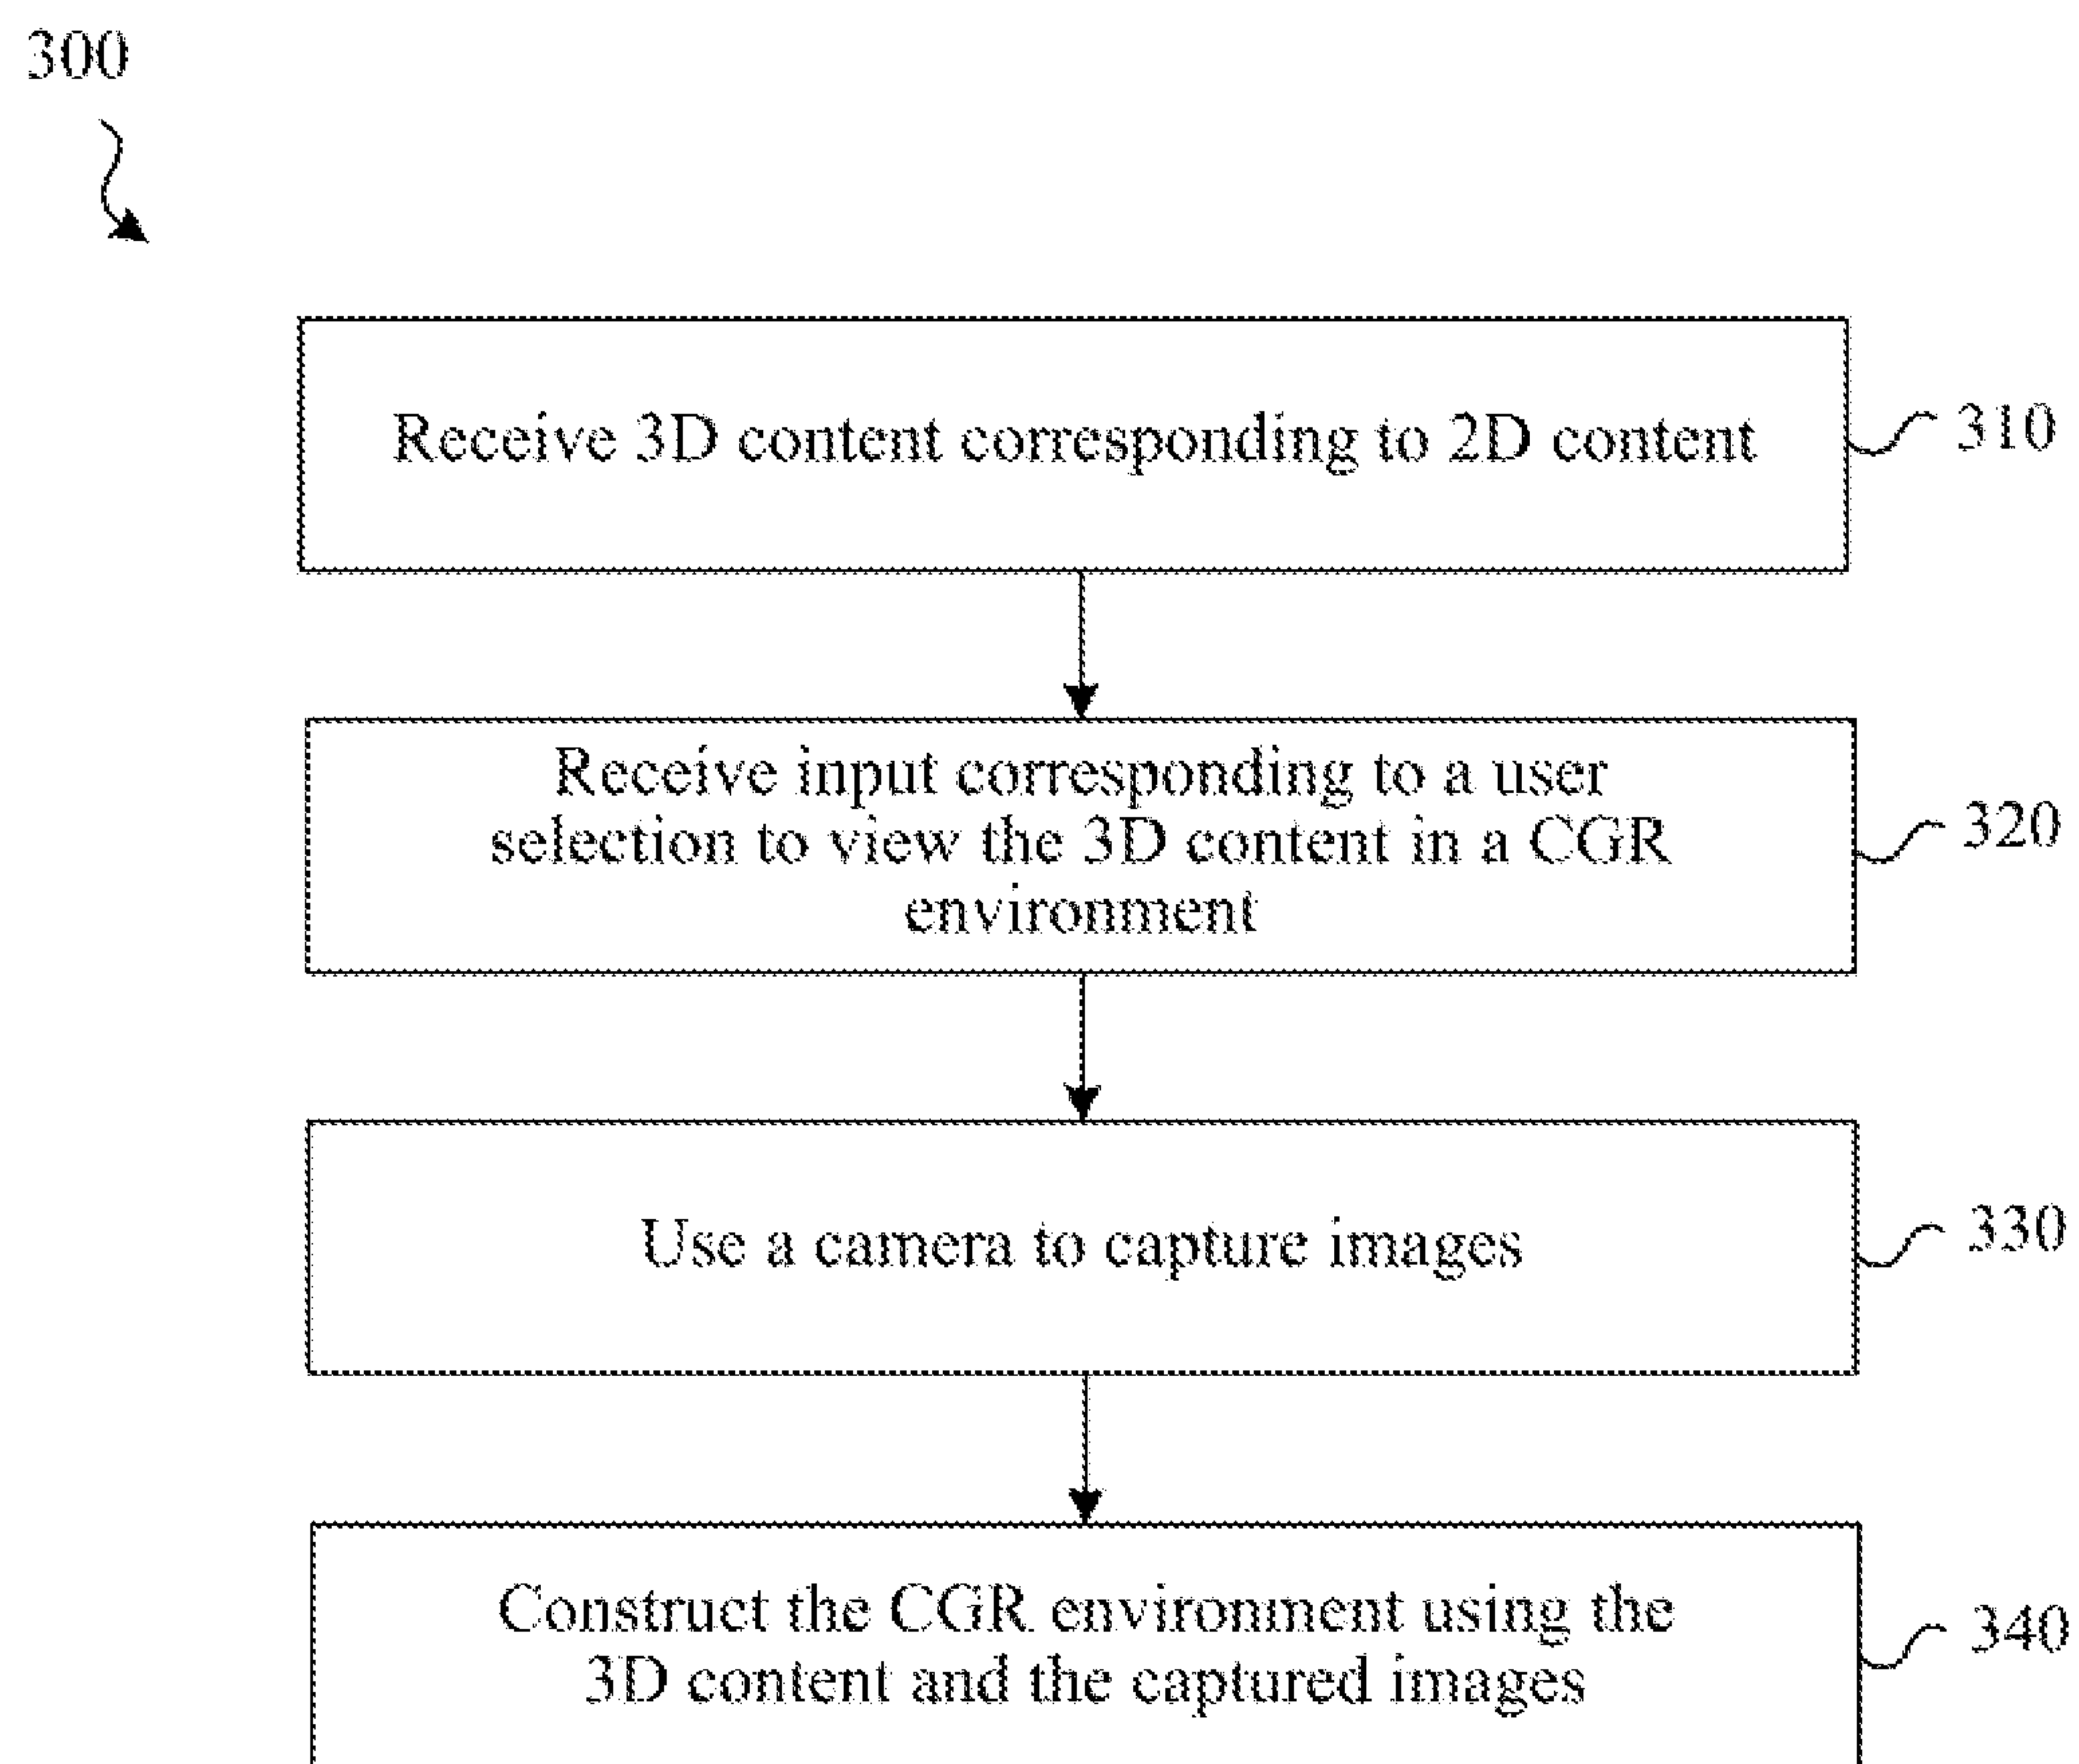 300
Receive 3D content corresponding to 2D content
310
Receive input corresponding to a user
selection to view the 3D content in a CGR
environment
320
Use a camera to capture images
330
Construct the CGR environment using the
3D content and the captured images
340